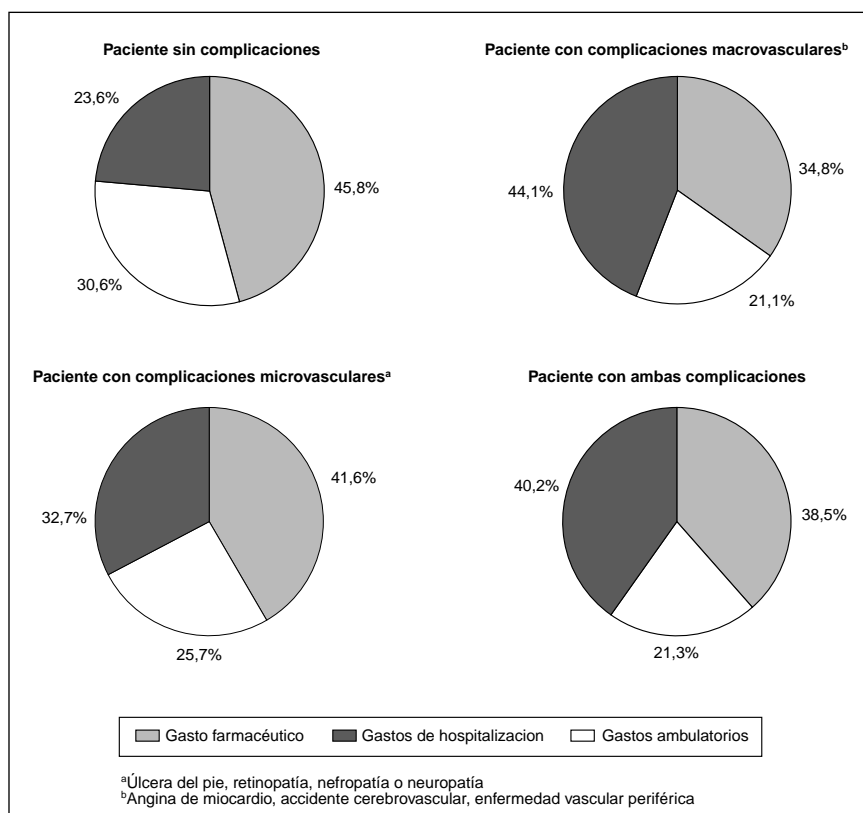 Paciente sin complicaciones
23,6%
45,8%
30,6%
Paciente con complicaciones macrovascularesᵇ
34,8%
44,1%
21,1%
Paciente con complicaciones microvascularesᵃ
41,6%
32,7%
25,7%
Paciente con ambas complicaciones
40,2%
38,5%
21,3%
Gasto farmacéutico Gastos de hospitalizacion Gastos ambulatorios
ᵃÚlcera del pie, retinopatía, nefropatía o neuropatía
ᵇAngina de miocardio, accidente cerebrovascular, enfermedad vascular periférica